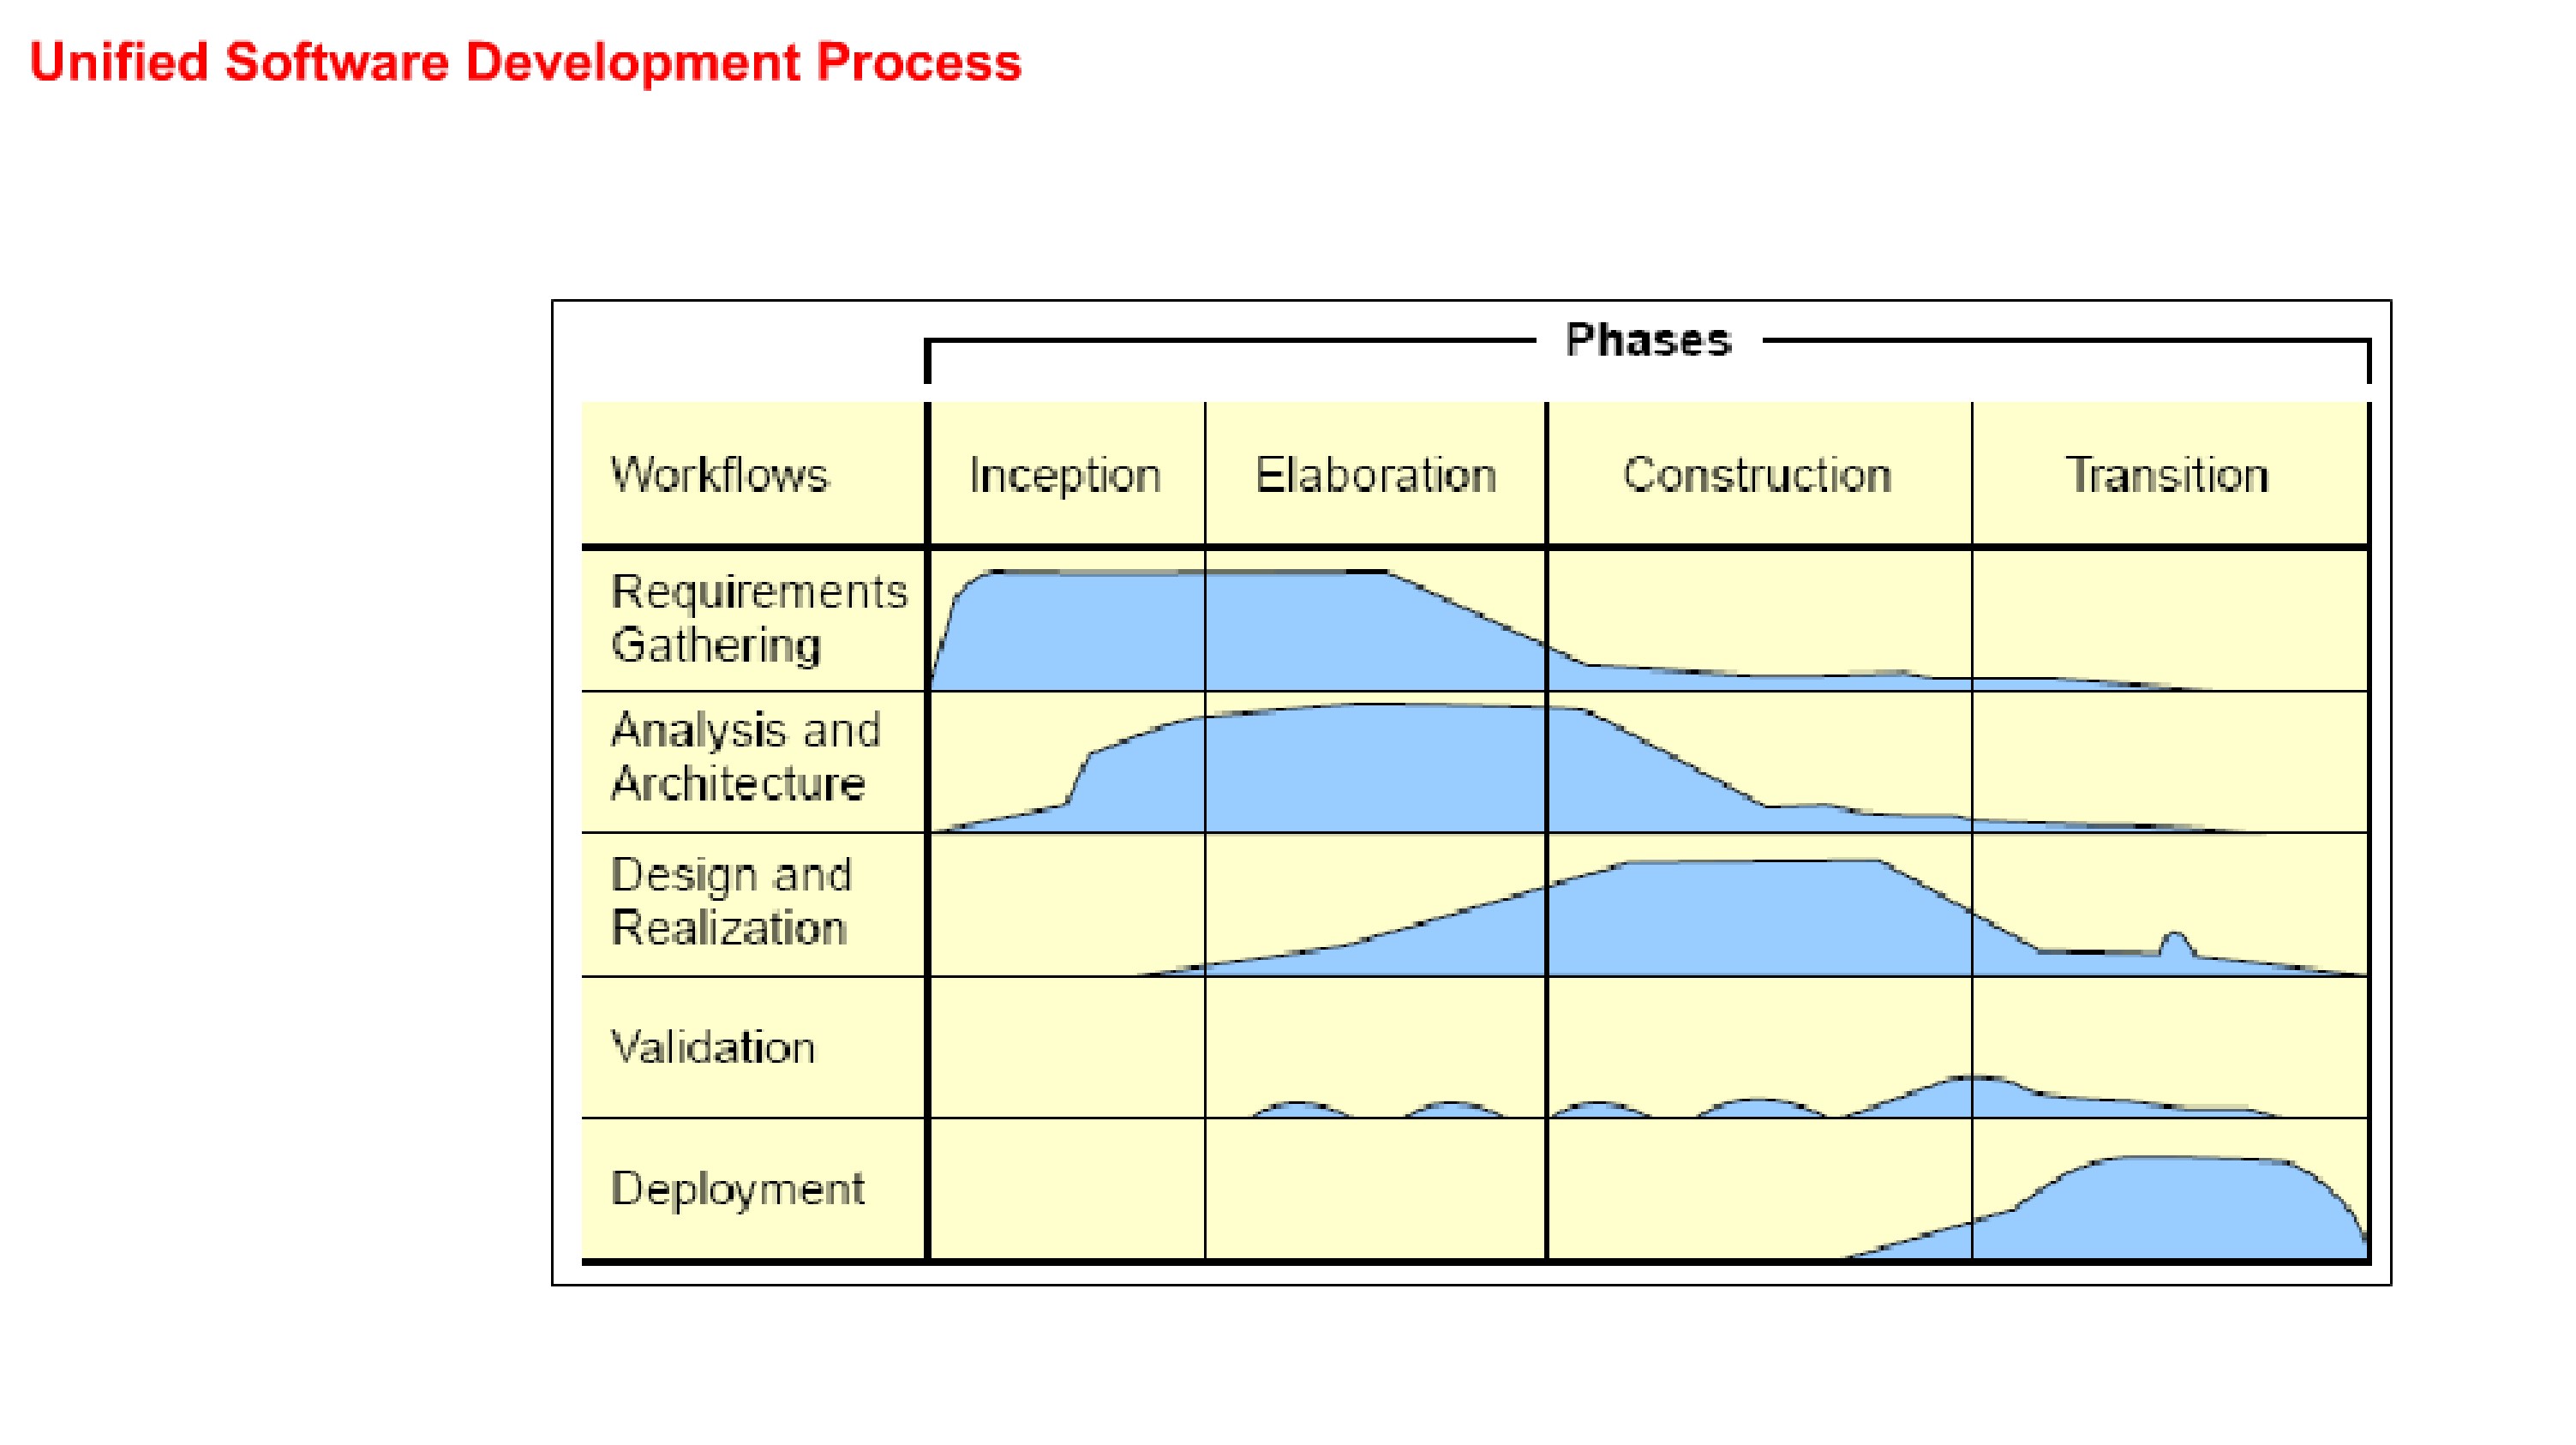 Unified Software Development Process
Phases
Workflows
Inception
Elaboration
Construction
Transition
Requirements
Gathering
Analysis and
Architecture
Design and
Realization
Validation
Deployment